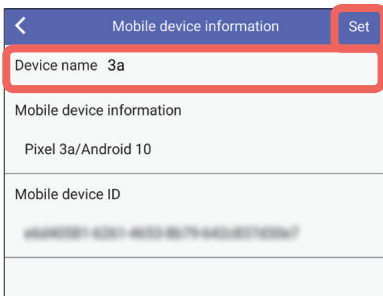 Mobile device information
Set
Device name 3a
Mobile device information
Pixel 3a/Android 10
Mobile device ID